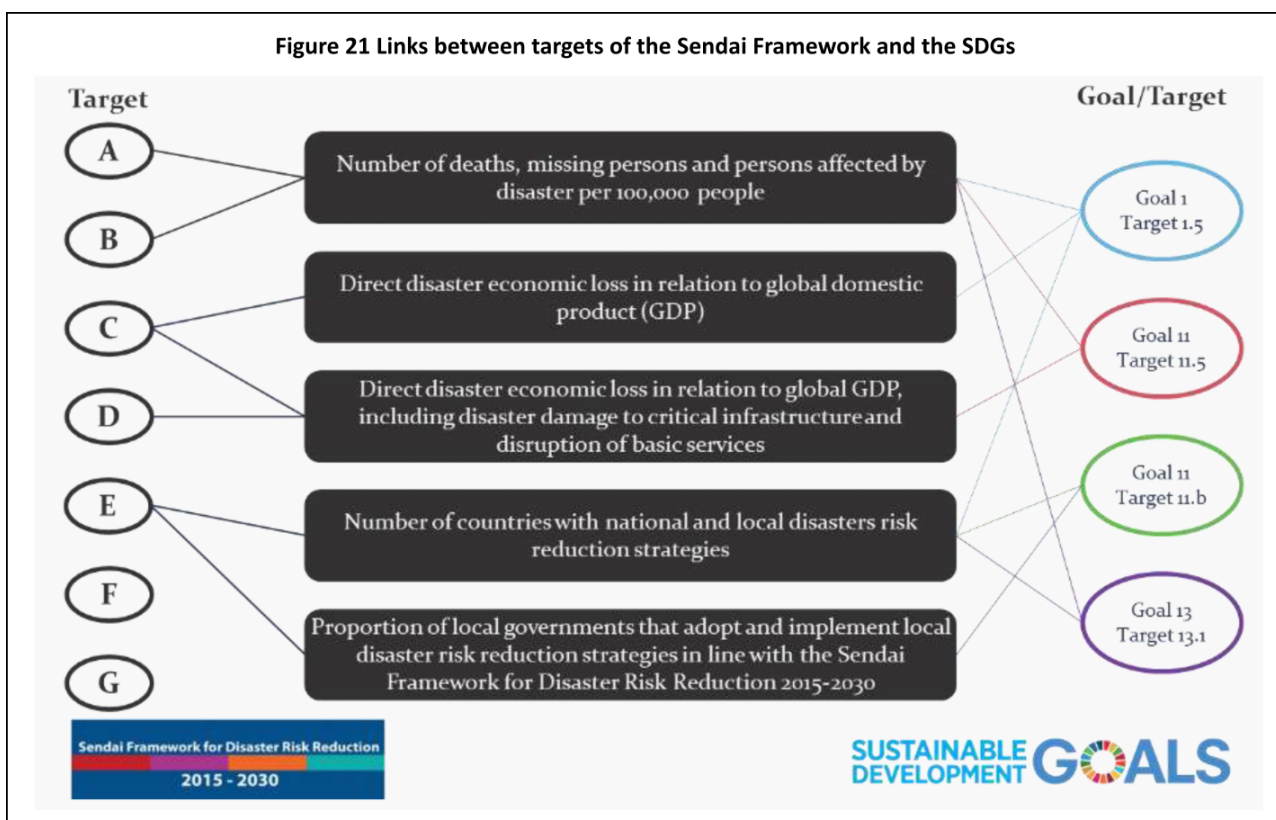 Figure 21 Links between targets of the Sendai Framework and the SDGs
Target
Goal/Target
A
B
C
D
E
F
G
Number of deaths, missing persons and persons affected by
disaster per 100,000 people
Direct disaster economic loss in relation to global domestic
product (GDP)
Direct disaster economic loss in relation to global GDP,
including disaster damage to critical infrastructure and
disruption of basic services
Number of countries with national and local disasters risk
reduction strategies
Proportion of local governments that adopt and implement local
disaster risk reduction strategies in line with the Sendai
Framework for Disaster Risk Reduction 2015-2030
Goal 1
Target 1.5
Goal 11
Target 11.5
Goal 11
Target 11.b
Goal 13
Target 13.1
Sendai Framework for Disaster Risk Reduction
2015 - 2030
SUSTAINABLE
DEVELOPMENT
GOALS